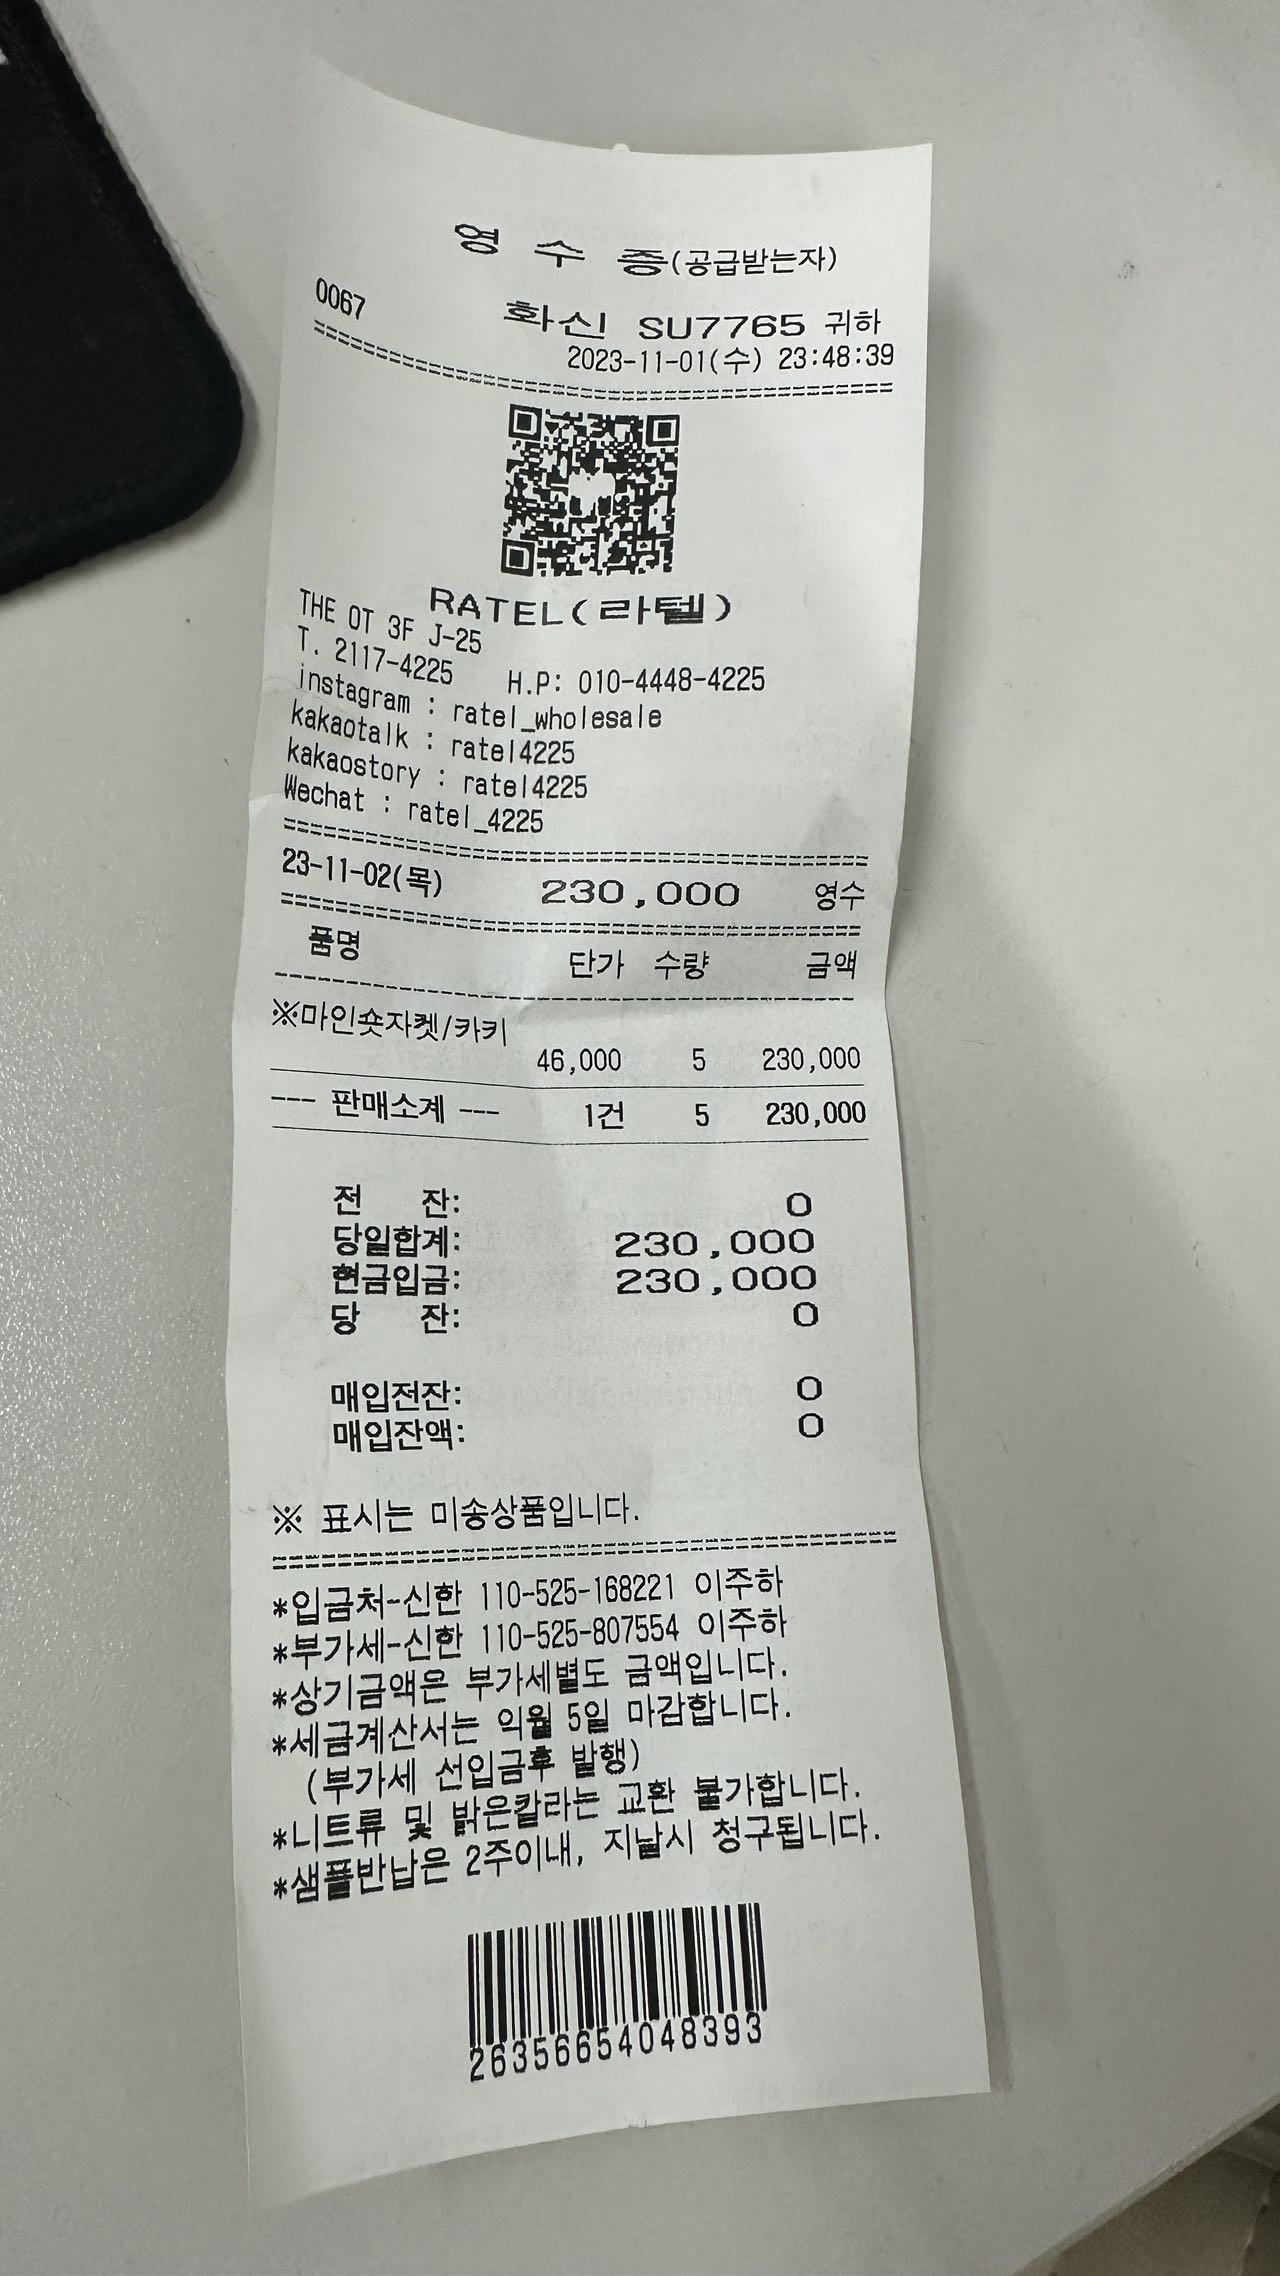 영 수 증(공급받는자)
0067 화신 SU7765 귀하
2023-11-01(수) 23:48:39
RATEL(라텔)
THE OT 3F J-25
T. 2117-4225 H.P: 010-4448-4225
instagram : ratel_wholesale
kakaotalk : ratel4225
kakaostory : ratel4225
Wechat : ratel_4225
23-11-02(목) 230,000 영수
품명 단가 수량 금액
※마인숏자켓/카키
46,000 5 230,000
--- 판매소계 --- 1건 5 230,000
전 잔: 0
당일합계: 230,000
현금입금: 230,000
당 잔: 0
매입전잔: 0
매입잔액: 0
※ 표시는 미송상품입니다.
*입금처-신한 110-525-168221 이주하
*부가세-신한 110-525-807554 이주하
*상기금액은 부가세별도 금액입니다.
*세금계산서는 익월 5일 마감합니다.
(부가세 선입금후 발행)
*니트류 및 밝은칼라는 교환 불가합니다.
*샘플반납은 2주이내, 지날시 청구됩니다.
26356654048393